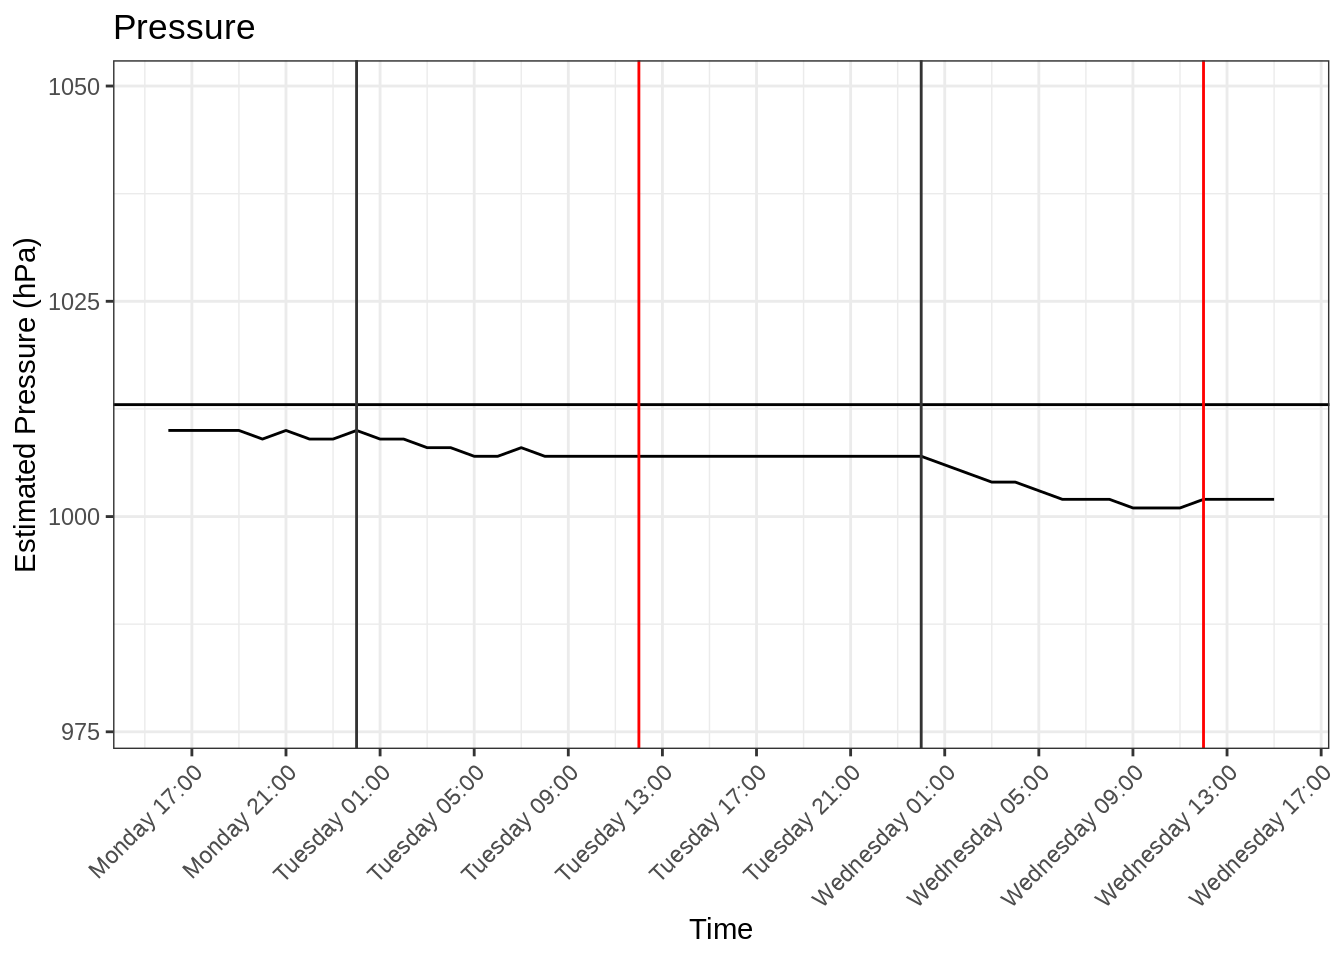 Pressure
Estimated Pressure (hPa)
1050
1025
1000
975
Monday 17:00
Monday 21:00
Tuesday 01:00
Tuesday 05:00
Tuesday 09:00
Tuesday 13:00
Tuesday 17:00
Tuesday 21:00
Wednesday 01:00
Wednesday 05:00
Wednesday 09:00
Wednesday 13:00
Wednesday 17:00
Time